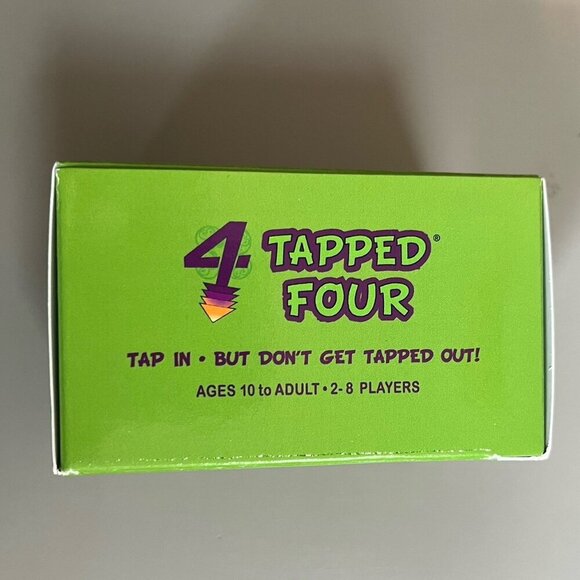 4 TAPPED®
FOUR
TAP IN • BUT DON'T GET TAPPED OUT!
AGES 10 to ADULT • 2- 8 PLAYERS